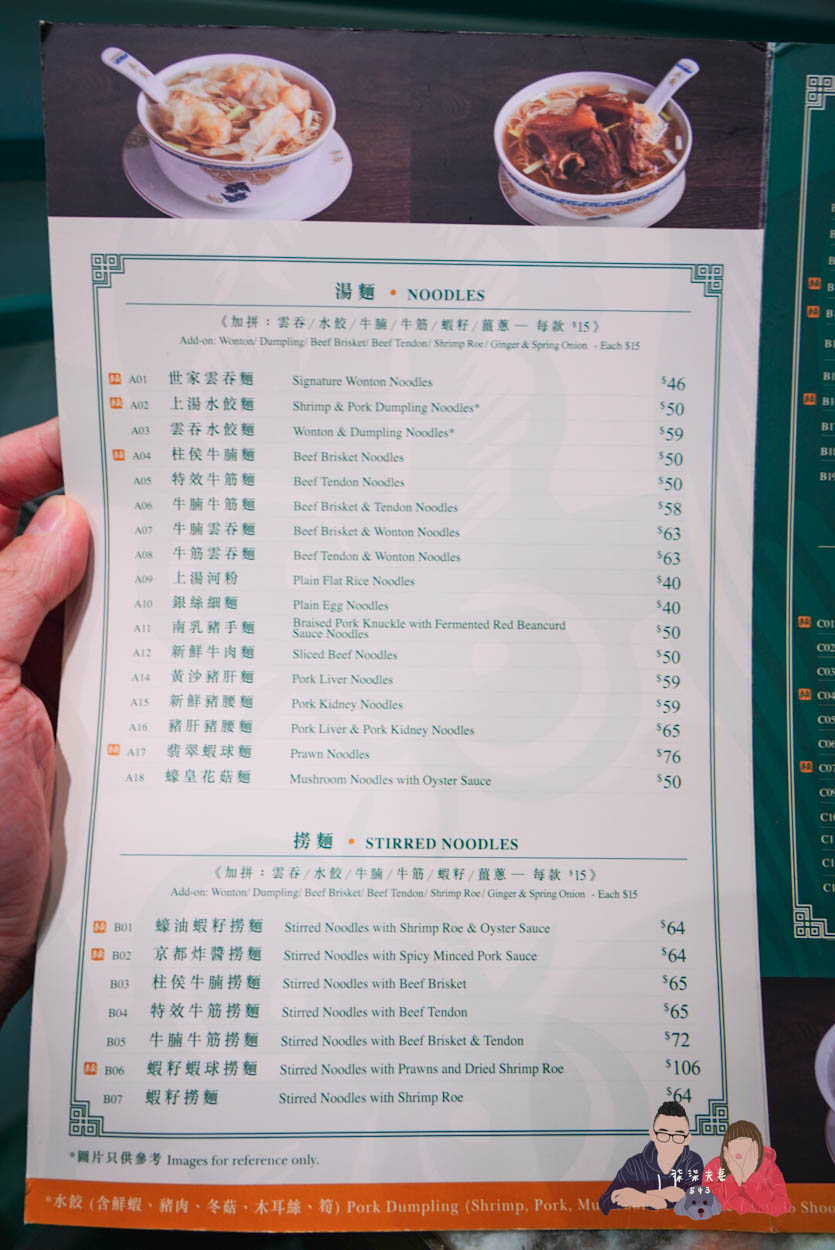 湯麵 • NOODLES
《加拼：雲吞/水餃/牛腩/牛筋/蝦籽/薑蔥 — 每款 $15》
Add-on: Wonton/ Dumpling/ Beef Brisket/ Beef Tendon/ Shrimp Roe/ Ginger & Spring Onion - Each $15
A01 世家雲吞麵 Signature Wonton Noodles $46
A02 上湯水餃麵 Shrimp & Pork Dumpling Noodles* $50
A03 雲吞水餃麵 Wonton & Dumpling Noodles* $59
A04 柱侯牛腩麵 Beef Brisket Noodles $50
A05 特效牛筋麵 Beef Tendon Noodles $50
A06 牛腩牛筋麵 Beef Brisket & Tendon Noodles $58
A07 牛腩雲吞麵 Beef Brisket & Wonton Noodles $63
A08 牛筋雲吞麵 Beef Tendon & Wonton Noodles $63
A09 上湯河粉 Plain Flat Rice Noodles $40
A10 銀絲細麵 Plain Egg Noodles $40
A11 南乳豬手麵 Braised Pork Knuckle with Fermented Red Beancurd
Sauce Noodles $50
A12 新鮮牛肉麵 Sliced Beef Noodles $50
A14 黃沙豬肝麵 Pork Liver Noodles $59
A15 新鮮豬腰麵 Pork Kidney Noodles $59
A16 豬肝豬腰麵 Pork Liver & Pork Kidney Noodles $65
A17 翡翠蝦球麵 Prawn Noodles $76
A18 蠔皇花菇麵 Mushroom Noodles with Oyster Sauce $50
撈麵 • STIRRED NOODLES
《加拼：雲吞/水餃/牛腩/牛筋/蝦籽/薑蔥 — 每款 $15》
Add-on: Wonton/ Dumpling/ Beef Brisket/ Beef Tendon/ Shrimp Roe/ Ginger & Spring Onion - Each $15
B01 蠔油蝦籽撈麵 Stirred Noodles with Shrimp Roe & Oyster Sauce $64
B02 京都炸醬撈麵 Stirred Noodles with Spicy Minced Pork Sauce $64
B03 柱侯牛腩撈麵 Stirred Noodles with Beef Brisket $65
B04 特效牛筋撈麵 Stirred Noodles with Beef Tendon $65
B05 牛腩牛筋撈麵 Stirred Noodles with Beef Brisket & Tendon $72
B06 蝦籽蝦球撈麵 Stirred Noodles with Prawns and Dried Shrimp Roe $106
B07 蝦籽撈麵 Stirred Noodles with Shrimp Roe $64
*圖片只供參考 Images for reference only.
*水餃 (含鮮蝦、豬肉、冬菇、木耳絲、筍) Pork Dumpling (Shrimp, Pork, Mu
543
C01
C02
C03
C04
C05
C06
C07